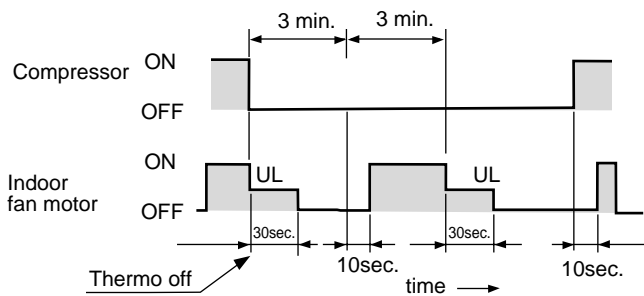 3 min. 3 min.
Compressor
ON
OFF
Indoor
fan motor
ON
OFF
UL
UL
30sec.
10sec.
30sec.
10sec.
Thermo off
time